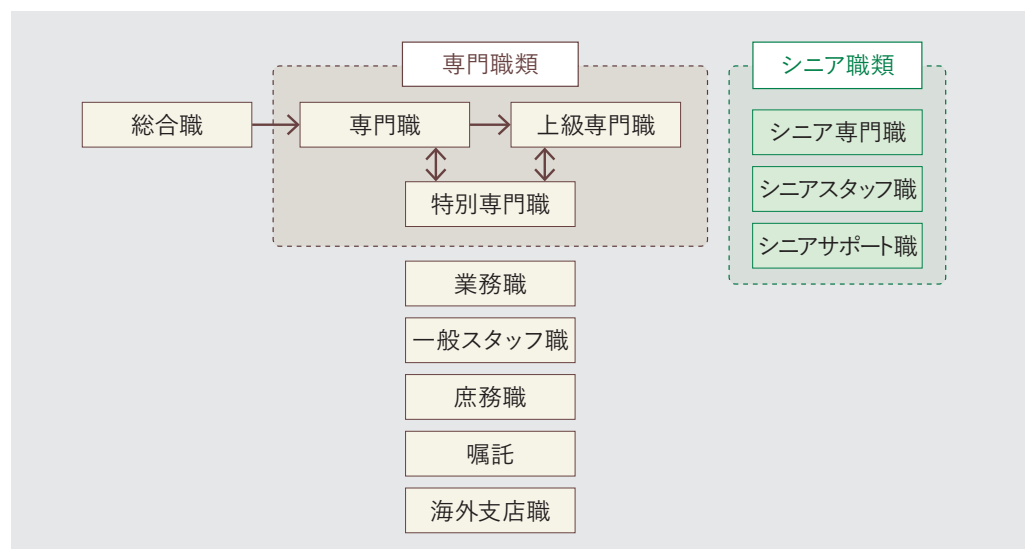 専門職類
シニア職類
総合職
専門職
上級専門職
特別専門職
シニア専門職
シニアスタッフ職
シニアサポート職
業務職
一般スタッフ職
庶務職
嘱託
海外支店職